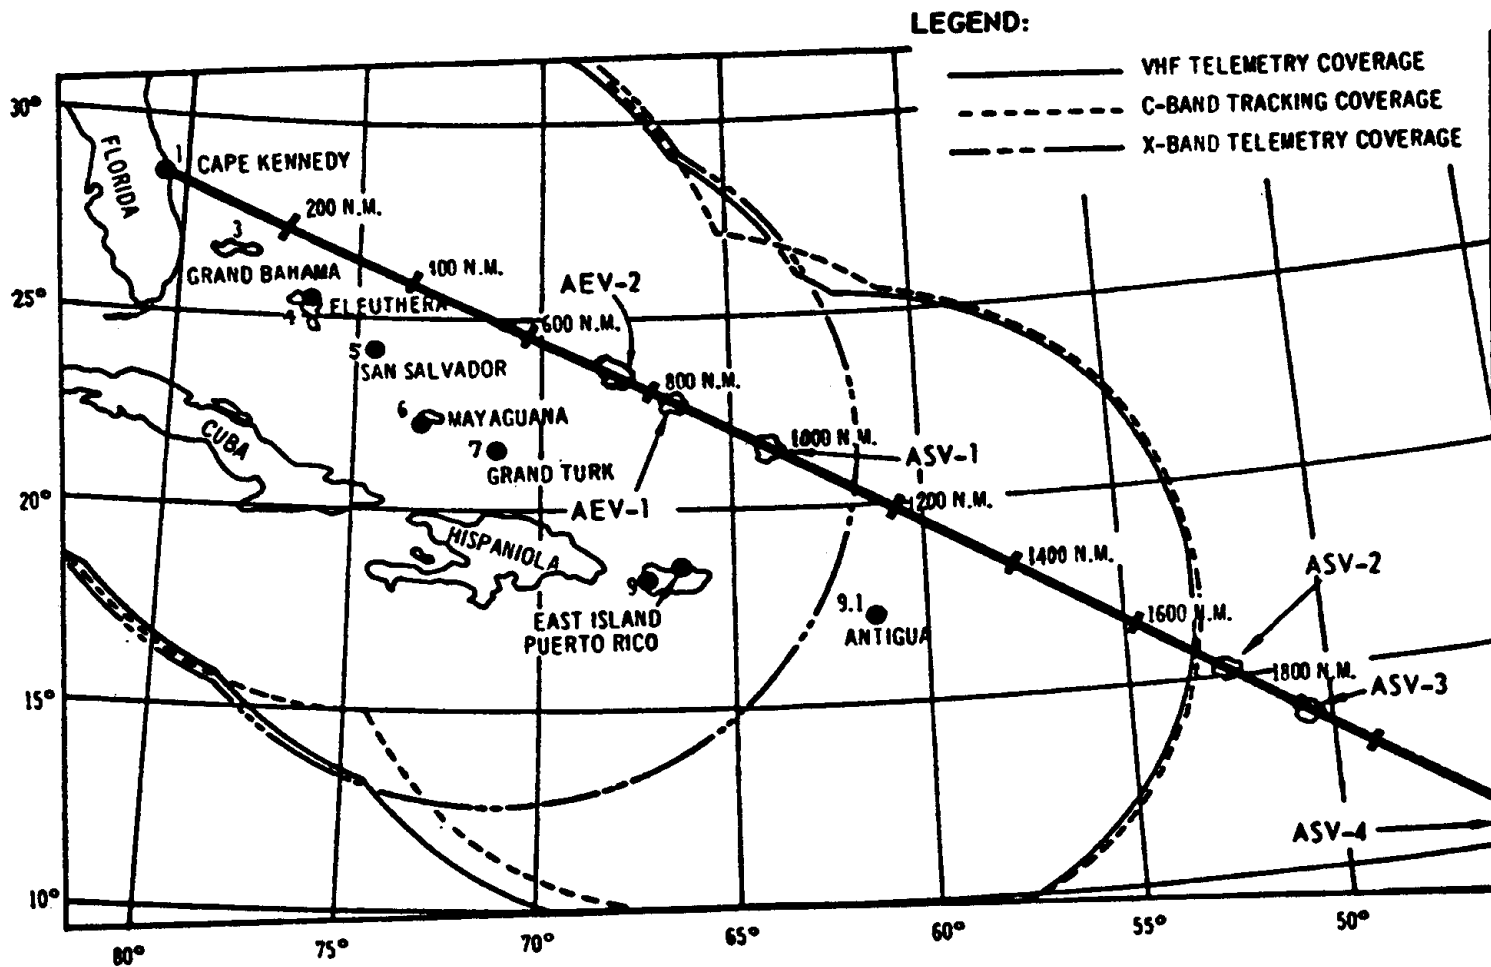 LEGEND:
VHF TELEMETRY COVERAGE
C-BAND TRACKING COVERAGE
X-BAND TELEMETRY COVERAGE
30°
25°
20°
15°
10°
FLORIDA
1
CAPE KENNEDY
200 N.M.
3
GRAND BAHAMA
400 N.M.
AEV-2
4
ELEUTHERA
600 N.M.
5
SAN SALVADOR
800 N.M.
6
MAYAGUANA
CUBA
7
GRAND TURK
1000 N.M.
ASV-1
AEV-1
1200 N.M.
HISPANIOLA
1400 N.M.
ASV-2
9
EAST ISLAND
PUERTO RICO
9.1
ANTIGUA
1600 N.M.
1800 N.M.
ASV-3
ASV-4
80°
75°
70°
65°
60°
55°
50°